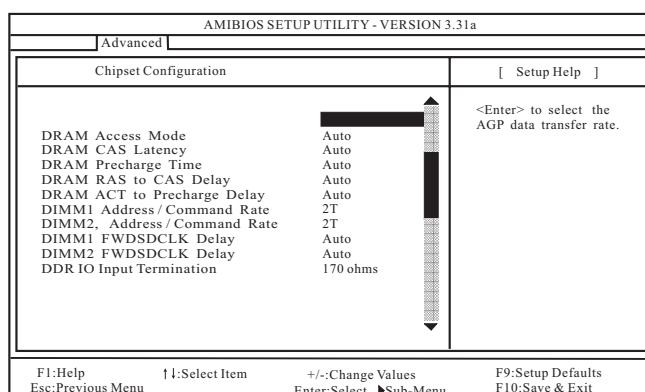 AMIBIOS SETUP UTILITY - VERSION 3.31a
Advanced
Chipset Configuration
[ Setup Help ]
<Enter> to select the
AGP data transfer rate.
DRAM Access Mode Auto
DRAM CAS Latency Auto
DRAM Precharge Time Auto
DRAM RAS to CAS Delay Auto
DRAM ACT to Precharge Delay Auto
DIMM1 Address / Command Rate 2T
DIMM2, Address / Command Rate 2T
DIMM1 FWDSDCLK Delay Auto
DIMM2 FWDSDCLK Delay Auto
DDR IO Input Termination 170 ohms
F1:Help ↑↓:Select Item +/-:Change Values F9:Setup Defaults
Esc:Previous Menu Enter:Select ▶Sub-Menu F10:Save & Exit